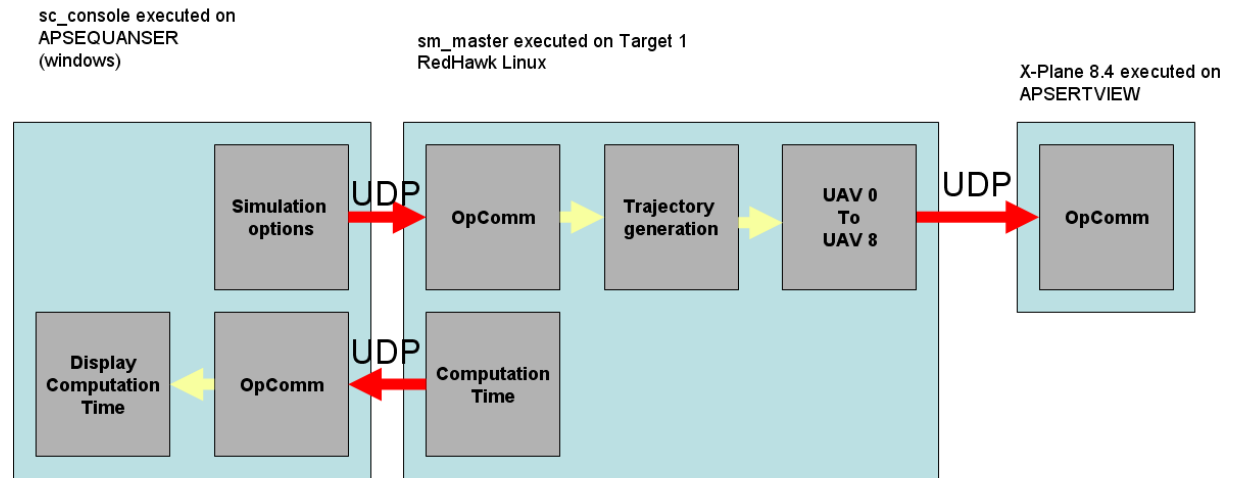 sc_console executed on
APSEQUANSER
(windows)
sm_master executed on Target 1
RedHawk Linux
X-Plane 8.4 executed on
APSERTVIEW
Simulation
options
UDP
OpComm
Trajectory
generation
UAV 0
To
UAV 8
UDP
OpComm
Display
Computation
Time
OpComm
UDP
Computation
Time